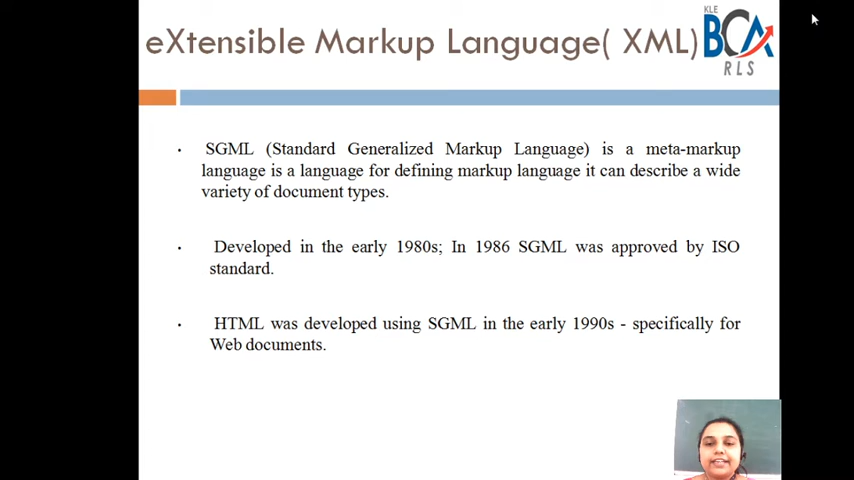 eXtensible Markup Language( XML)
KLE
BCA
RLS
• SGML (Standard Generalized Markup Language) is a meta-markup
language is a language for defining markup language it can describe a wide
variety of document types.
• Developed in the early 1980s; In 1986 SGML was approved by ISO
standard.
• HTML was developed using SGML in the early 1990s - specifically for
Web documents.